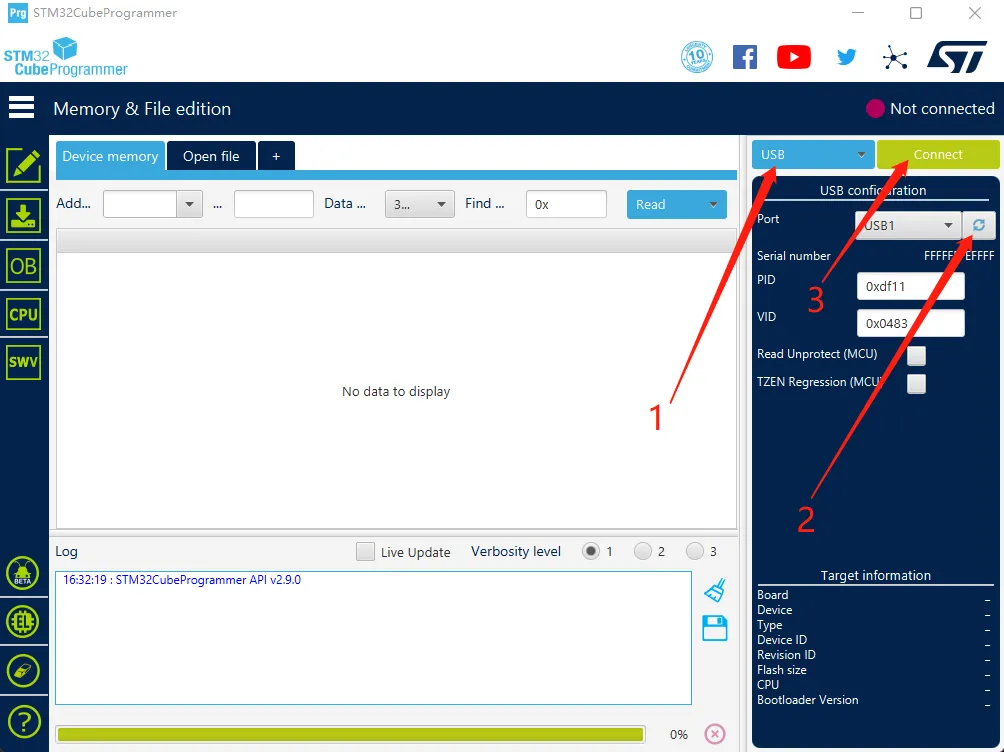 Prg STM32CubeProgrammer
STM32
CubeProgrammer
10
ST
Memory & File edition
Not connected
Device memory
Open file
+
USB
Connect
Add...
...
Data ...
3...
Find ...
0x
Read
USB configuration
Port
USB1
Serial number
PID
0xdf11
VID
0x0483
Read Unprotect (MCU)
TZEN Regression (MCU)
OB
CPU
SWV
No data to display
1
2
3
Log
Live Update
Verbosity level
1
2
3
16:32:19 : STM32CubeProgrammer API v2.9.0
BETA
EL
?
0%
Target information
Board –
Device –
Type –
Device ID –
Revision ID –
Flash size –
CPU –
Bootloader Version –